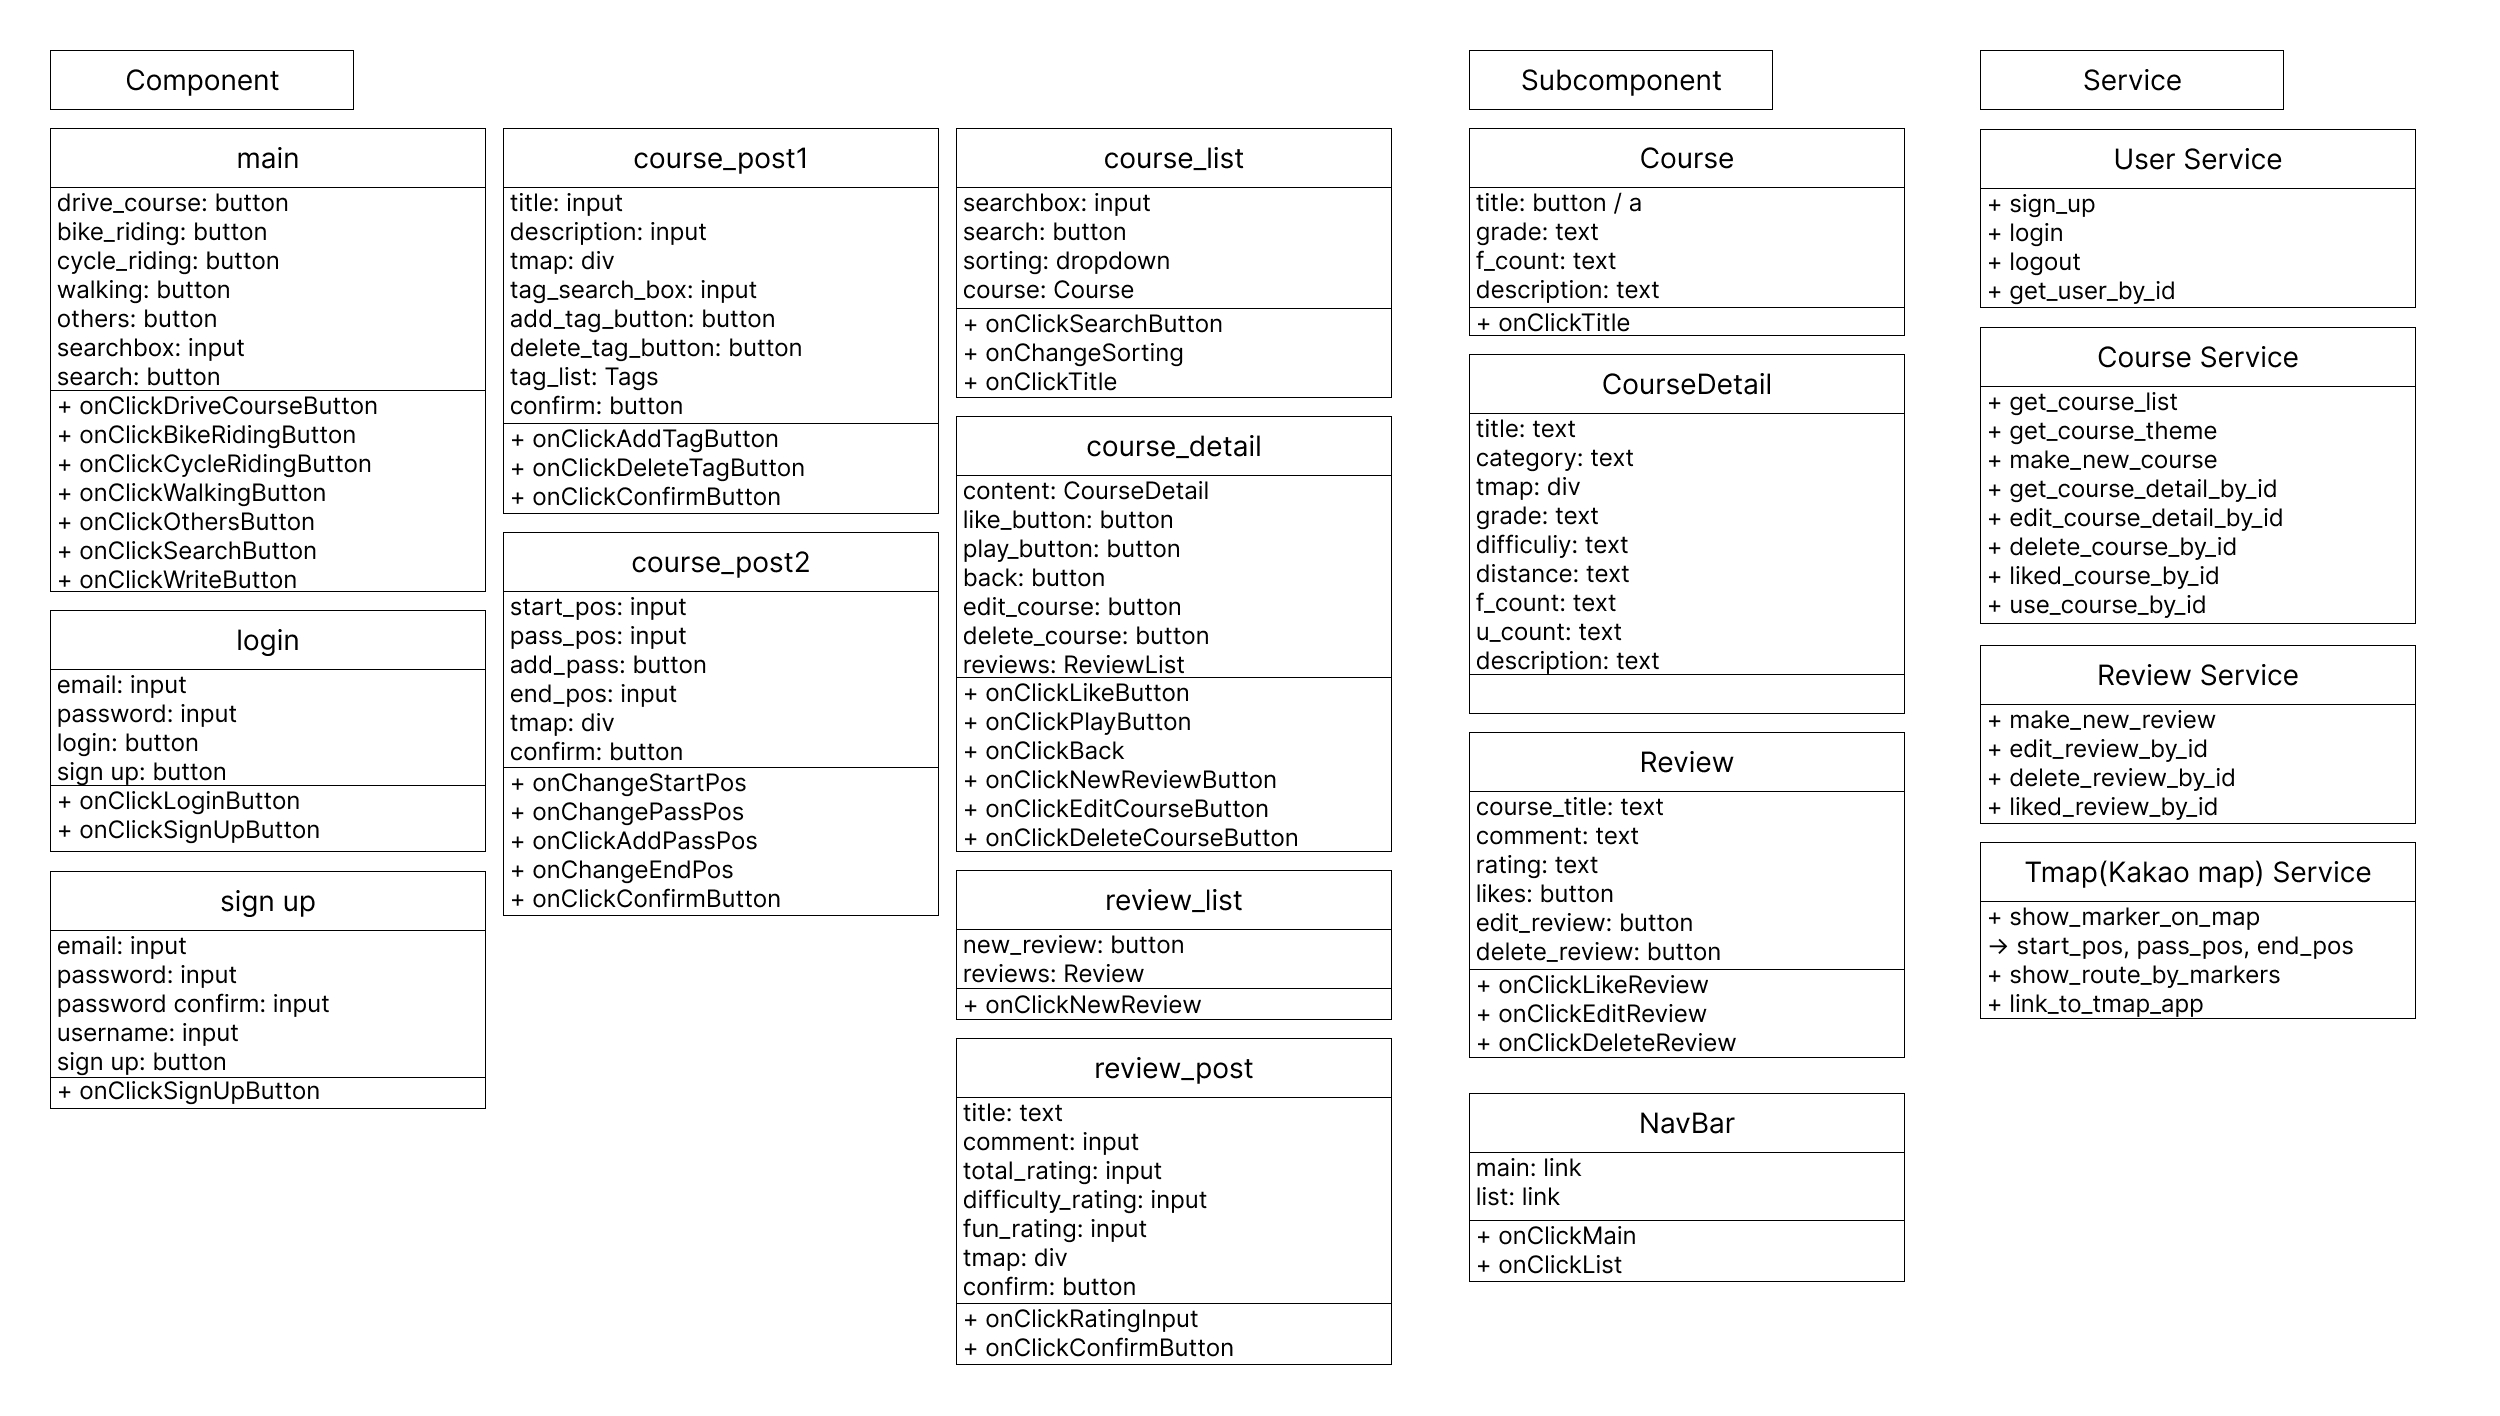 Component
main
drive_course: button
bike_riding: button
cycle_riding: button
walking: button
others: button
searchbox: input
search: button
+ onClickDriveCourseButton
+ onClickBikeRidingButton
+ onClickCycleRidingButton
+ onClickWalkingButton
+ onClickOthersButton
+ onClickSearchButton
+ onClickWriteButton
login
email: input
password: input
login: button
sign up: button
+ onClickLoginButton
+ onClickSignUpButton
sign up
email: input
password: input
password confirm: input
username: input
sign up: button
+ onClickSignUpButton
course_post1
title: input
description: input
tmap: div
tag_search_box: input
add_tag_button: button
delete_tag_button: button
tag_list: Tags
confirm: button
+ onClickAddTagButton
+ onClickDeleteTagButton
+ onClickConfirmButton
course_post2
start_pos: input
pass_pos: input
add_pass: button
end_pos: input
tmap: div
confirm: button
+ onChangeStartPos
+ onChangePassPos
+ onClickAddPassPos
+ onChangeEndPos
+ onClickConfirmButton
course_list
searchbox: input
search: button
sorting: dropdown
course: Course
+ onClickSearchButton
+ onChangeSorting
+ onClickTitle
course_detail
content: CourseDetail
like_button: button
play_button: button
back: button
edit_course: button
delete_course: button
reviews: ReviewList
+ onClickLikeButton
+ onClickPlayButton
+ onClickBack
+ onClickNewReviewButton
+ onClickEditCourseButton
+ onClickDeleteCourseButton
review_list
new_review: button
reviews: Review
+ onClickNewReview
review_post
title: text
comment: input
total_rating: input
difficulty_rating: input
fun_rating: input
tmap: div
confirm: button
+ onClickRatingInput
+ onClickConfirmButton
Subcomponent
Course
title: button / a
grade: text
f_count: text
description: text
+ onClickTitle
CourseDetail
title: text
category: text
tmap: div
grade: text
difficuliy: text
distance: text
f_count: text
u_count: text
description: text
Review
course_title: text
comment: text
rating: text
likes: button
edit_review: button
delete_review: button
+ onClickLikeReview
+ onClickEditReview
+ onClickDeleteReview
NavBar
main: link
list: link
+ onClickMain
+ onClickList
Service
User Service
+ sign_up
+ login
+ logout
+ get_user_by_id
Course Service
+ get_course_list
+ get_course_theme
+ make_new_course
+ get_course_detail_by_id
+ edit_course_detail_by_id
+ delete_course_by_id
+ liked_course_by_id
+ use_course_by_id
Review Service
+ make_new_review
+ edit_review_by_id
+ delete_review_by_id
+ liked_review_by_id
Tmap(Kakao map) Service
+ show_marker_on_map
→ start_pos, pass_pos, end_pos
+ show_route_by_markers
+ link_to_tmap_app